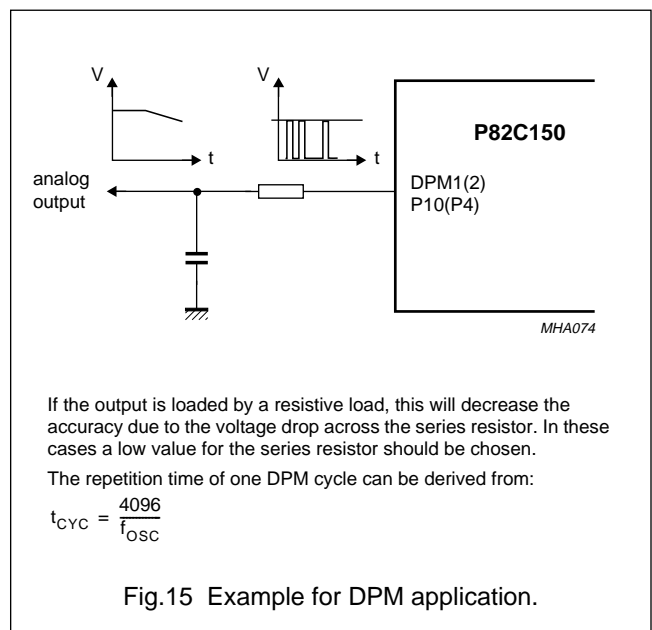 V
V
P82C150
t
t
analog
output
DPM1(2)
P10(P4)
MHA074
If the output is loaded by a resistive load, this will decrease the
accuracy due to the voltage drop across the series resistor. In these
cases a low value for the series resistor should be chosen.
The repetition time of one DPM cycle can be derived from:
tCYC = 4096
fOSC
Fig.15 Example for DPM application.